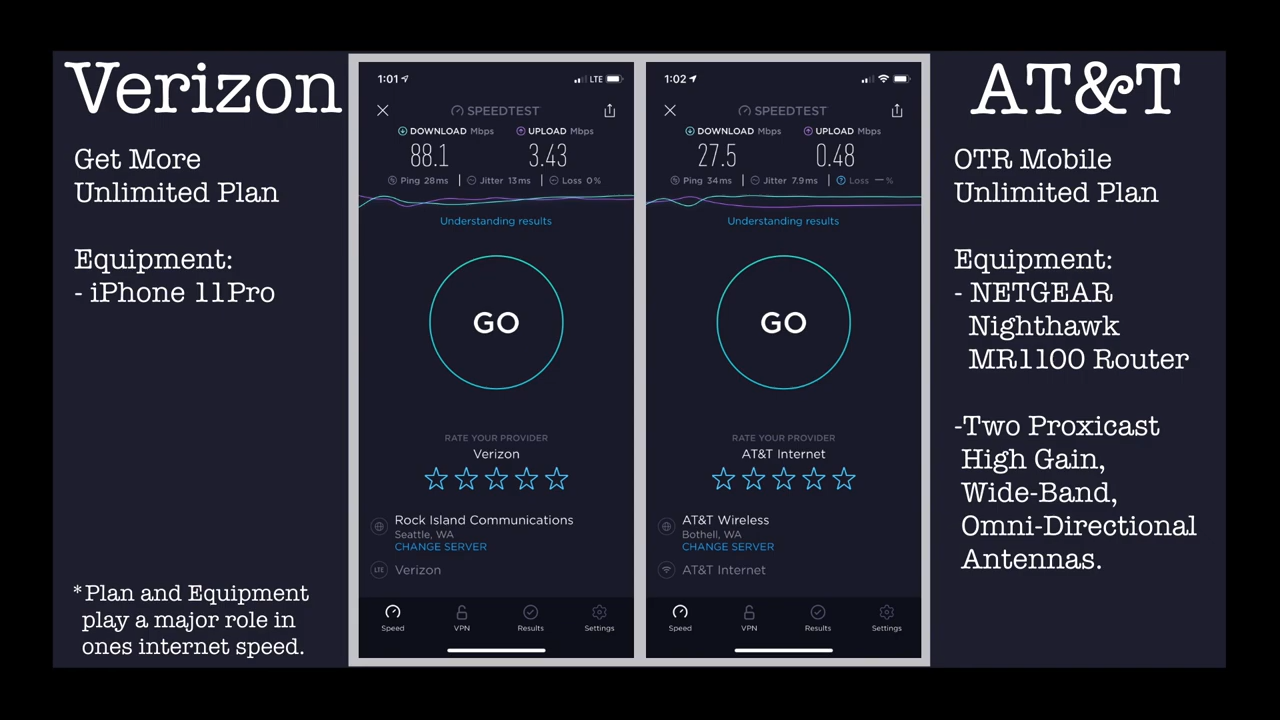 Verizon
Get More
Unlimited Plan
Equipment:
- iPhone 11Pro
*Plan and Equipment
play a major role in
ones internet speed.
1:01
LTE
SPEEDTEST
DOWNLOAD Mbps
UPLOAD Mbps
88.1
3.43
Ping 28ms
Jitter 13ms
Loss 0%
Understanding results
GO
RATE YOUR PROVIDER
Verizon
Rock Island Communications
Seattle, WA
CHANGE SERVER
LTE
Verizon
Speed
VPN
Results
Settings
1:02
SPEEDTEST
DOWNLOAD Mbps
UPLOAD Mbps
27.5
0.48
Ping 34ms
Jitter 7.9ms
Loss — %
Understanding results
GO
RATE YOUR PROVIDER
AT&T Internet
AT&T Wireless
Bothell, WA
CHANGE SERVER
AT&T Internet
Speed
VPN
Results
Settings
AT&T
OTR Mobile
Unlimited Plan
Equipment:
- NETGEAR
Nighthawk
MR1100 Router
-Two Proxicast
High Gain,
Wide-Band,
Omni-Directional
Antennas.